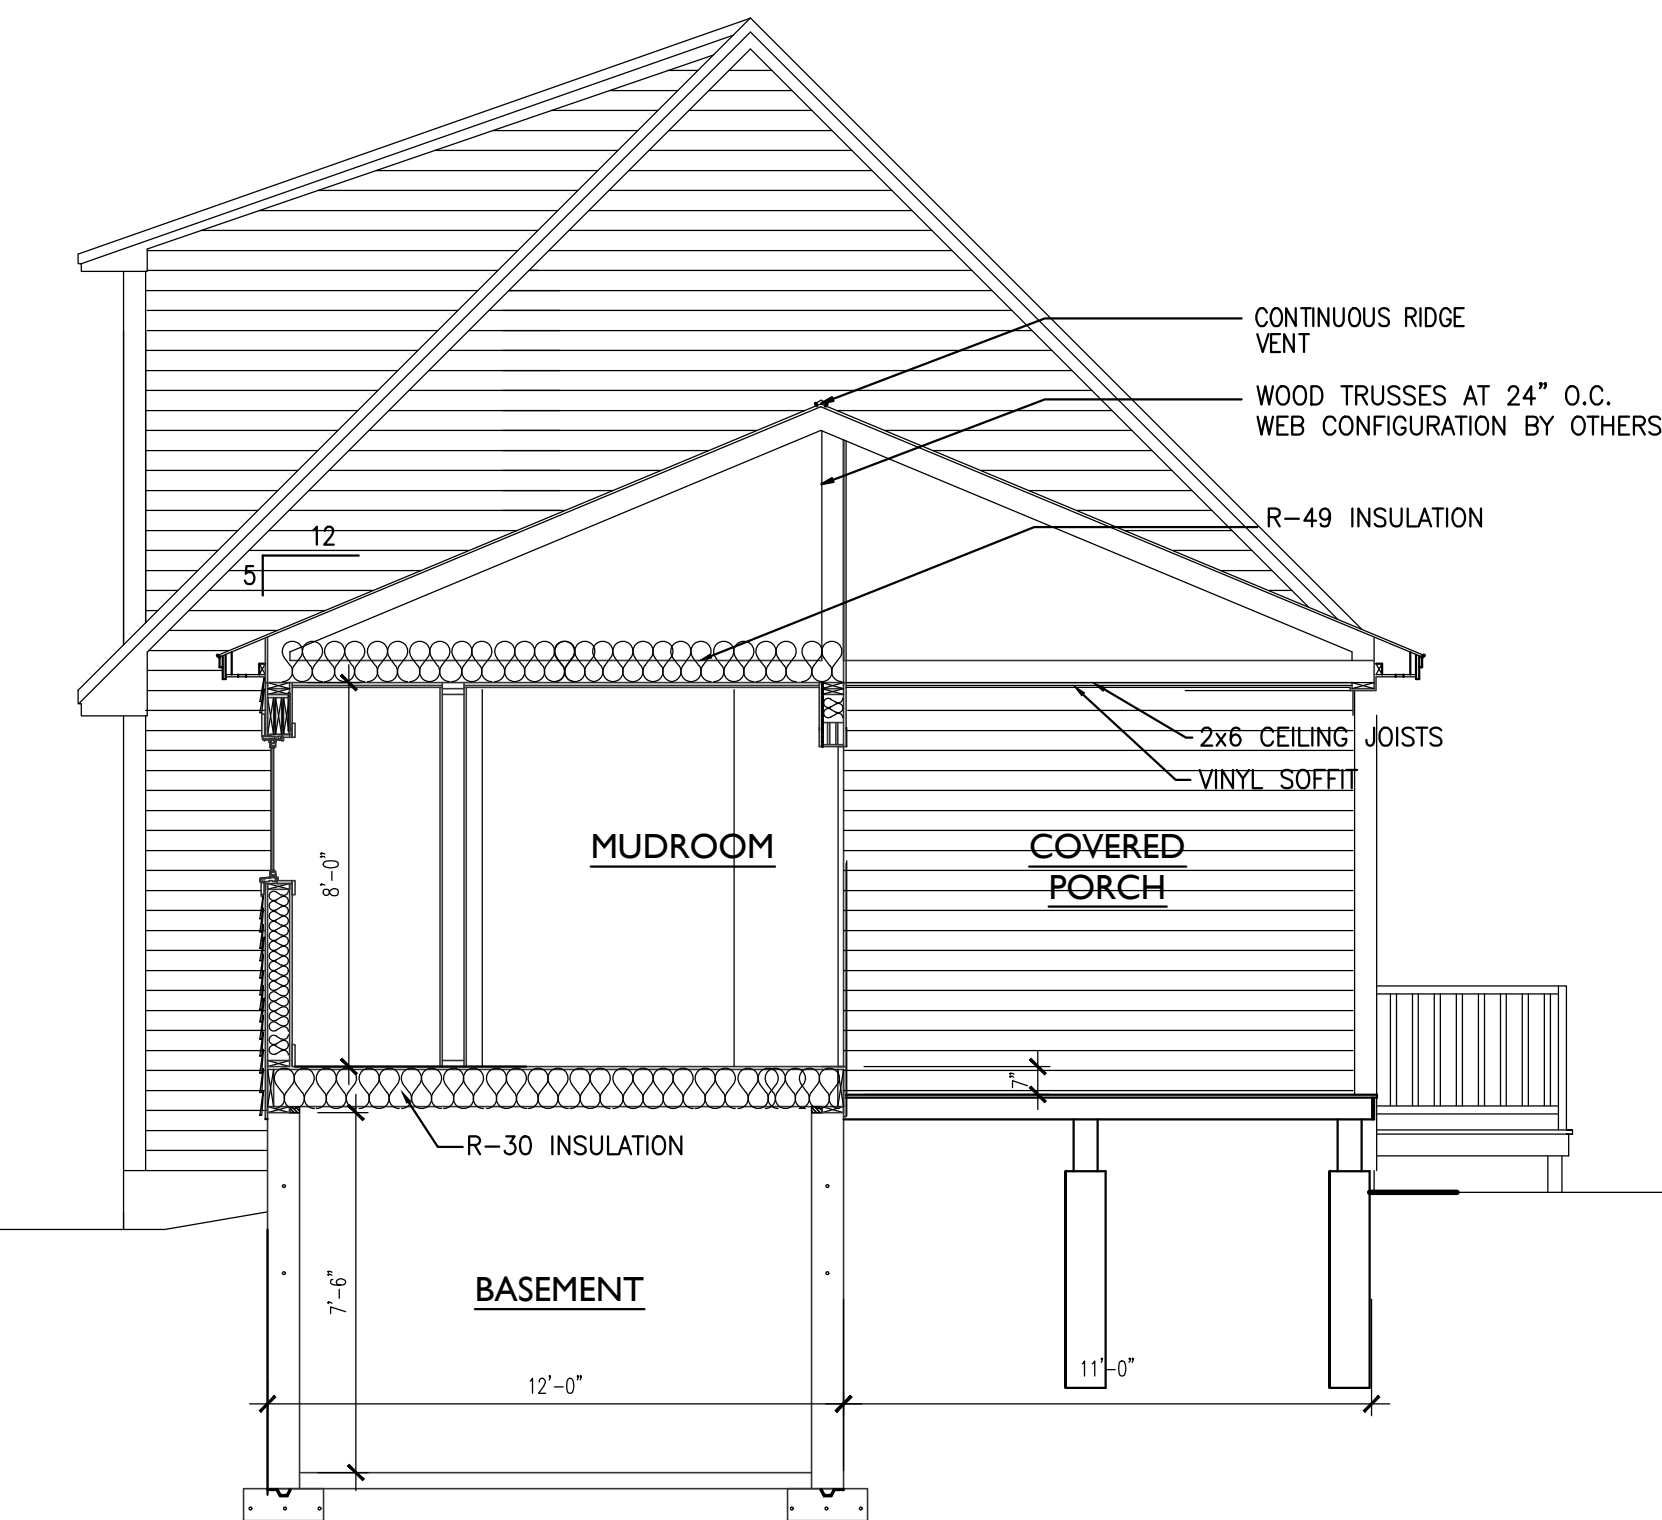 CONTINUOUS RIDGE
VENT
WOOD TRUSSES AT 24" O.C.
WEB CONFIGURATION BY OTHERS
R-49 INSULATION
12
5
2x6 CEILING JOISTS
VINYL SOFFIT
MUDROOM
COVERED
PORCH
8'-0"
7"
R-30 INSULATION
BASEMENT
7'-6"
12'-0"
11'-0"